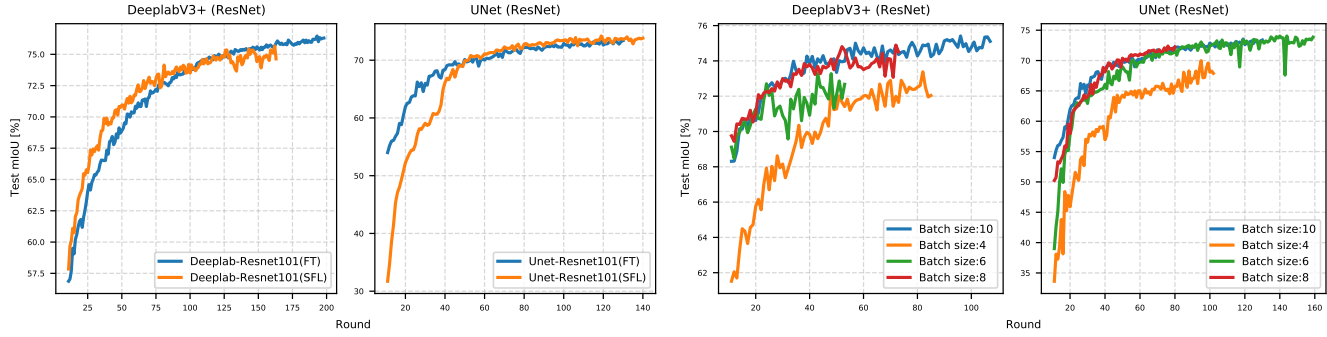 DeeplabV3+ (ResNet)
UNet (ResNet)
DeeplabV3+ (ResNet)
UNet (ResNet)
Test mIoU [%]
75.0
72.5
70.0
67.5
65.0
62.5
60.0
57.5
25
50
75
100
125
150
175
200
Deeplab-Resnet101(FT)
Deeplab-Resnet101(SFL)
70
60
50
40
30
20
40
60
80
100
120
140
Unet-Resnet101(FT)
Unet-Resnet101(SFL)
Round
Test mIoU [%]
76
74
72
70
68
66
64
62
20
40
60
80
100
Batch size:10
Batch size:4
Batch size:6
Batch size:8
75
70
65
60
55
50
45
40
35
20
40
60
80
100
120
140
160
Batch size:10
Batch size:4
Batch size:6
Batch size:8
Round